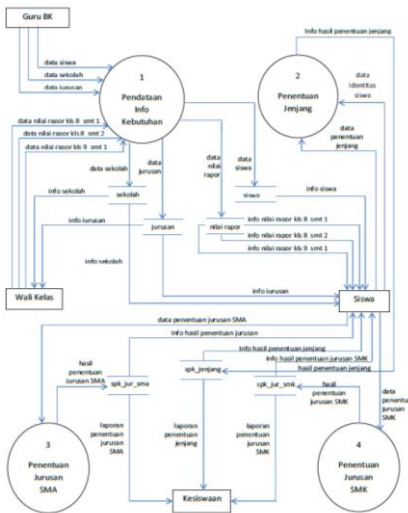 Guru BK
Info hasil penentuan jenjang
data siswa
data sekolah
data jurusan
1
Pendataan
Info
Kebutuhan
2
Penentuan
Jenjang
data
identitas
siswa
data nilai rapor kls 8 smt 1
data nilai rapor kls 8 smt 2
data nilai rapor kls 9 smt 1
data
penentuan
jenjang
data sekolah
data
jurusan
data
nilai
rapor
data
siswa
info sekolah
sekolah
siswa
info siswa
info jurusan
jurusan
nilai rapor
info nilai rapor kls 8 smt 1
info nilai rapor kls 8 smt 2
info nilai rapor kls 9 smt 1
info sekolah
info jurusan
Wali Kelas
Siswa
data penentuan jurusan SMA
Info hasil penentuan jurusan
Info hasil penentuan jenjang
Info hasil penentuan jurusan SMK
hasil penentuan jenjang
hasil
penentuan
jurusan SMA
spk_jur_sma
spk_jenjang
spk_jur_smk
hasil
penentuan
jurusan
SMK
data
penentuan
jurusan
SMK
3
Penentuan
Jurusan
SMA
laporan
penentuan
jurusan
SMA
laporan
penentuan
jenjang
laporan
penentuan
jurusan
SMK
4
Penentuan
Jurusan
SMK
Kesiswaan